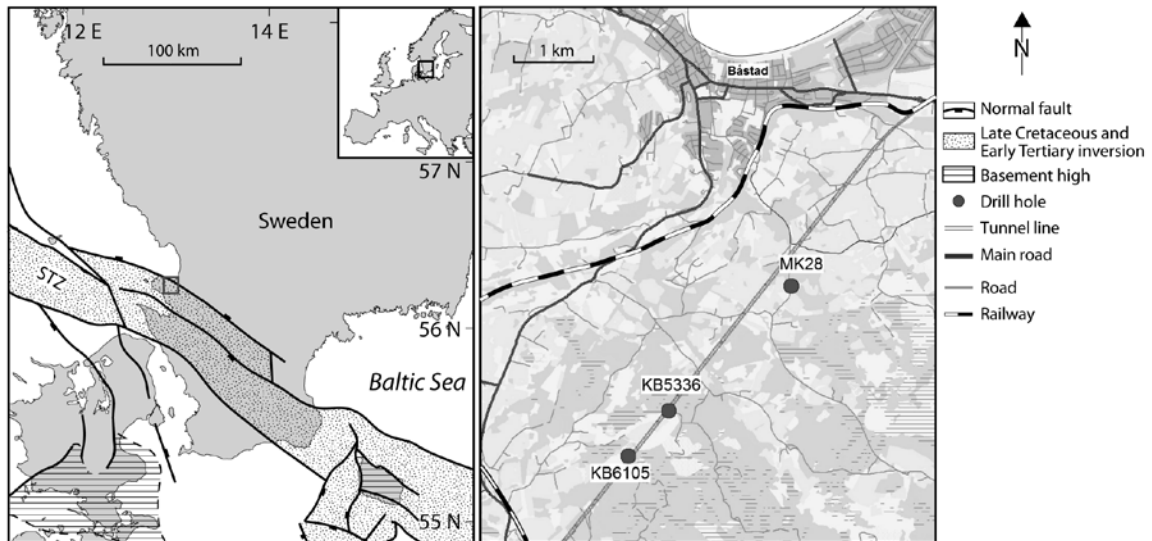 12 E
14 E
100 km
57 N
Sweden
STZ
56 N
Baltic Sea
55 N
1 km
Båstad
MK28
KB5336
KB6105
N
Normal fault
Late Cretaceous and
Early Tertiary inversion
Basement high
Drill hole
Tunnel line
Main road
Road
Railway